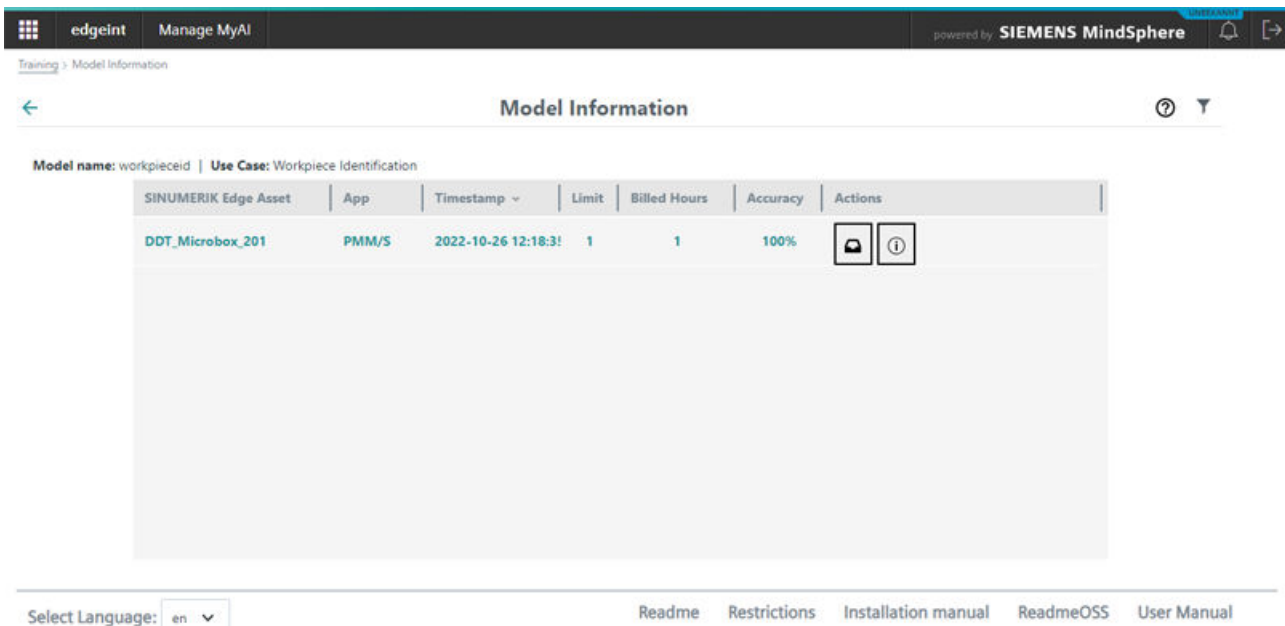 UNBEKANNT
edgeint Manage MyAI powered by SIEMENS MindSphere
Training > Model Information
Model Information
Model name: workpieceid | Use Case: Workpiece Identification
SINUMERIK Edge Asset App Timestamp Limit Billed Hours Accuracy Actions
DDT_Microbox_201 PMM/S 2022-10-26 12:18:3 1 1 100%
Select Language: en Readme Restrictions Installation manual ReadmeOSS User Manual